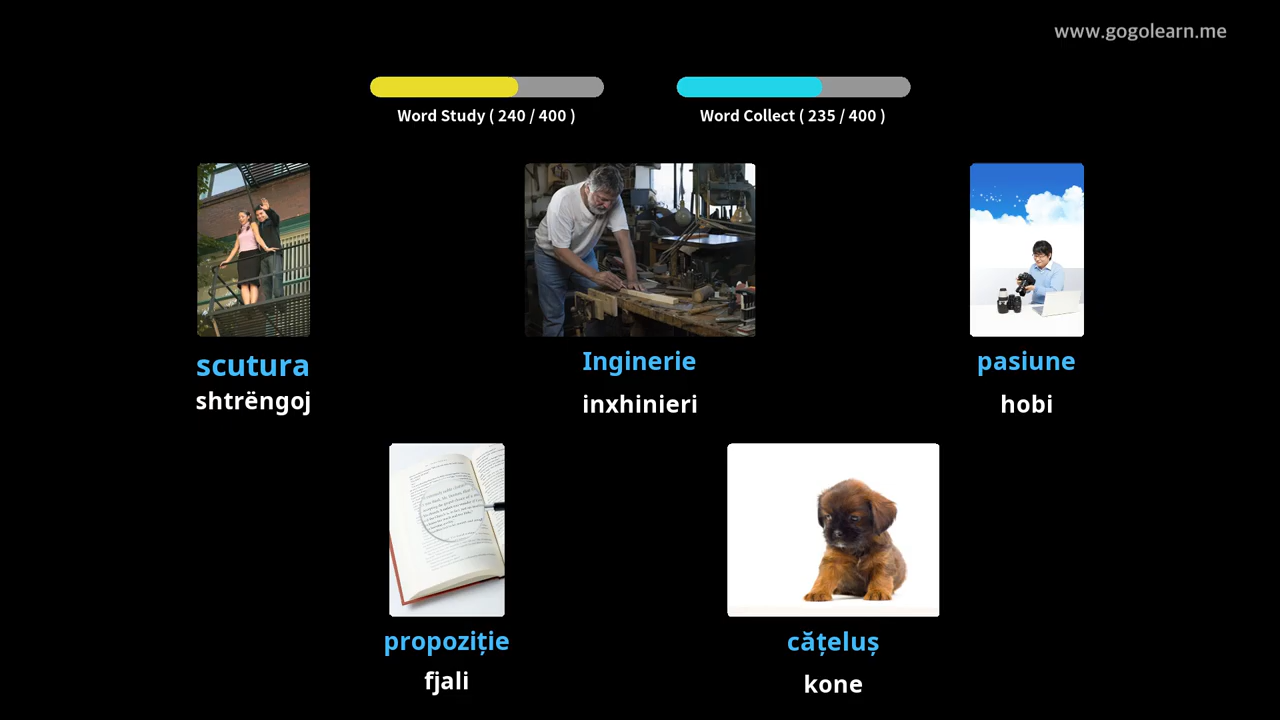 www.gogolearn.me
Word Study ( 240 / 400 )
Word Collect ( 235 / 400 )
scutura
shtrëngoj
Inginerie
inxhinieri
pasiune
hobi
propoziție
fjali
cățeluș
kone